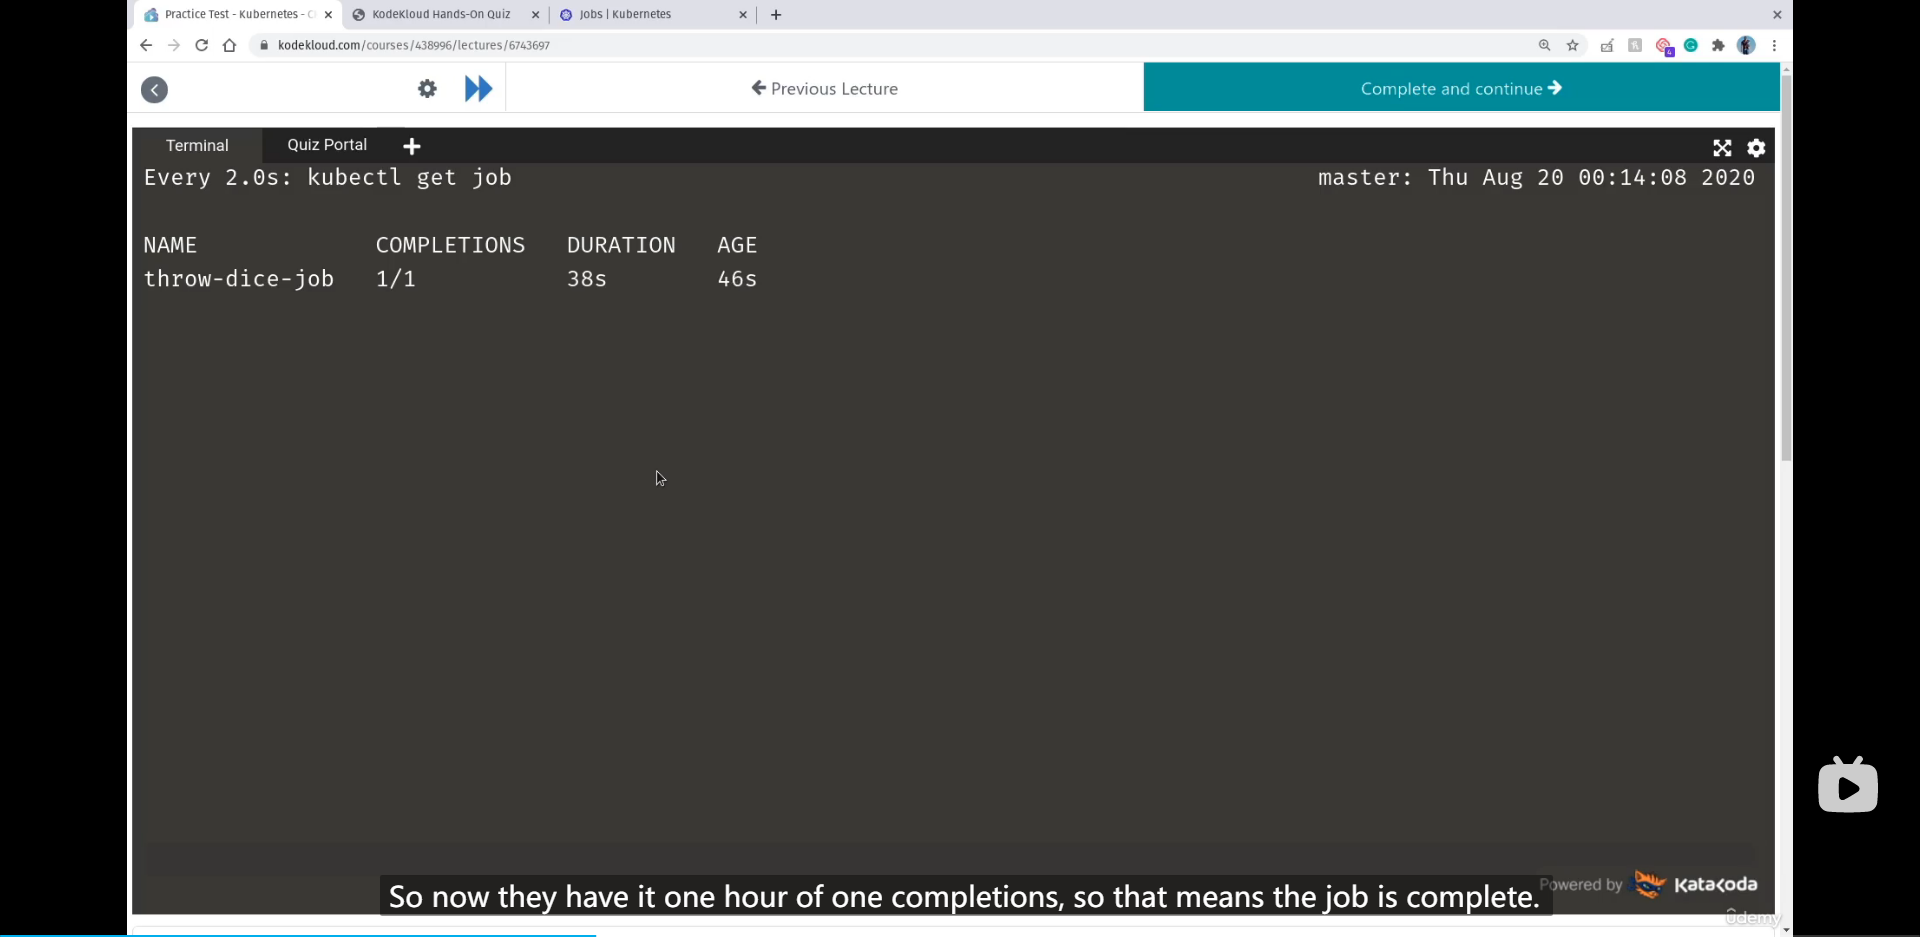 Practice Test - Kubernetes - C
KodeKloud Hands-On Quiz
Jobs | Kubernetes
kodekloud.com/courses/438996/lectures/6743697
4
Previous Lecture
Complete and continue
Terminal
Quiz Portal
Every 2.0s: kubectl get job master: Thu Aug 20 00:14:08 2020
NAME COMPLETIONS DURATION AGE
throw-dice-job 1/1 38s 46s
So now they have it one hour of one completions, so that means the job is complete.
Powered by Katacoda
ûdemy